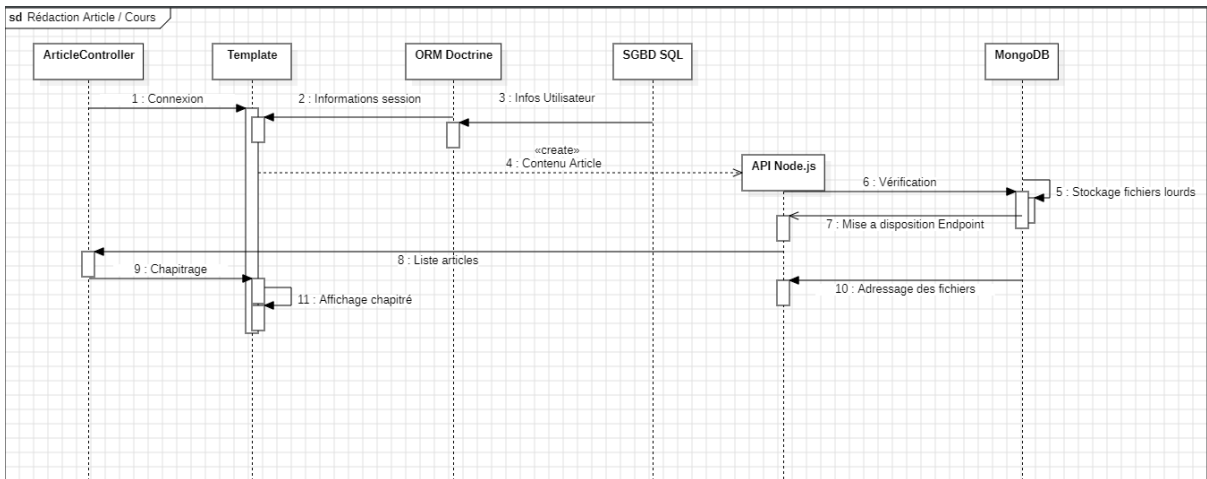 sd Rédaction Article / Cours
ArticleController
Template
ORM Doctrine
SGBD SQL
MongoDB
1 : Connexion
2 : Informations session
3 : Infos Utilisateur
«create»
4 : Contenu Article
API Node.js
6 : Vérification
5 : Stockage fichiers lourds
7 : Mise a disposition Endpoint
8 : Liste articles
9 : Chapitrage
10 : Adressage des fichiers
11 : Affichage chapitré